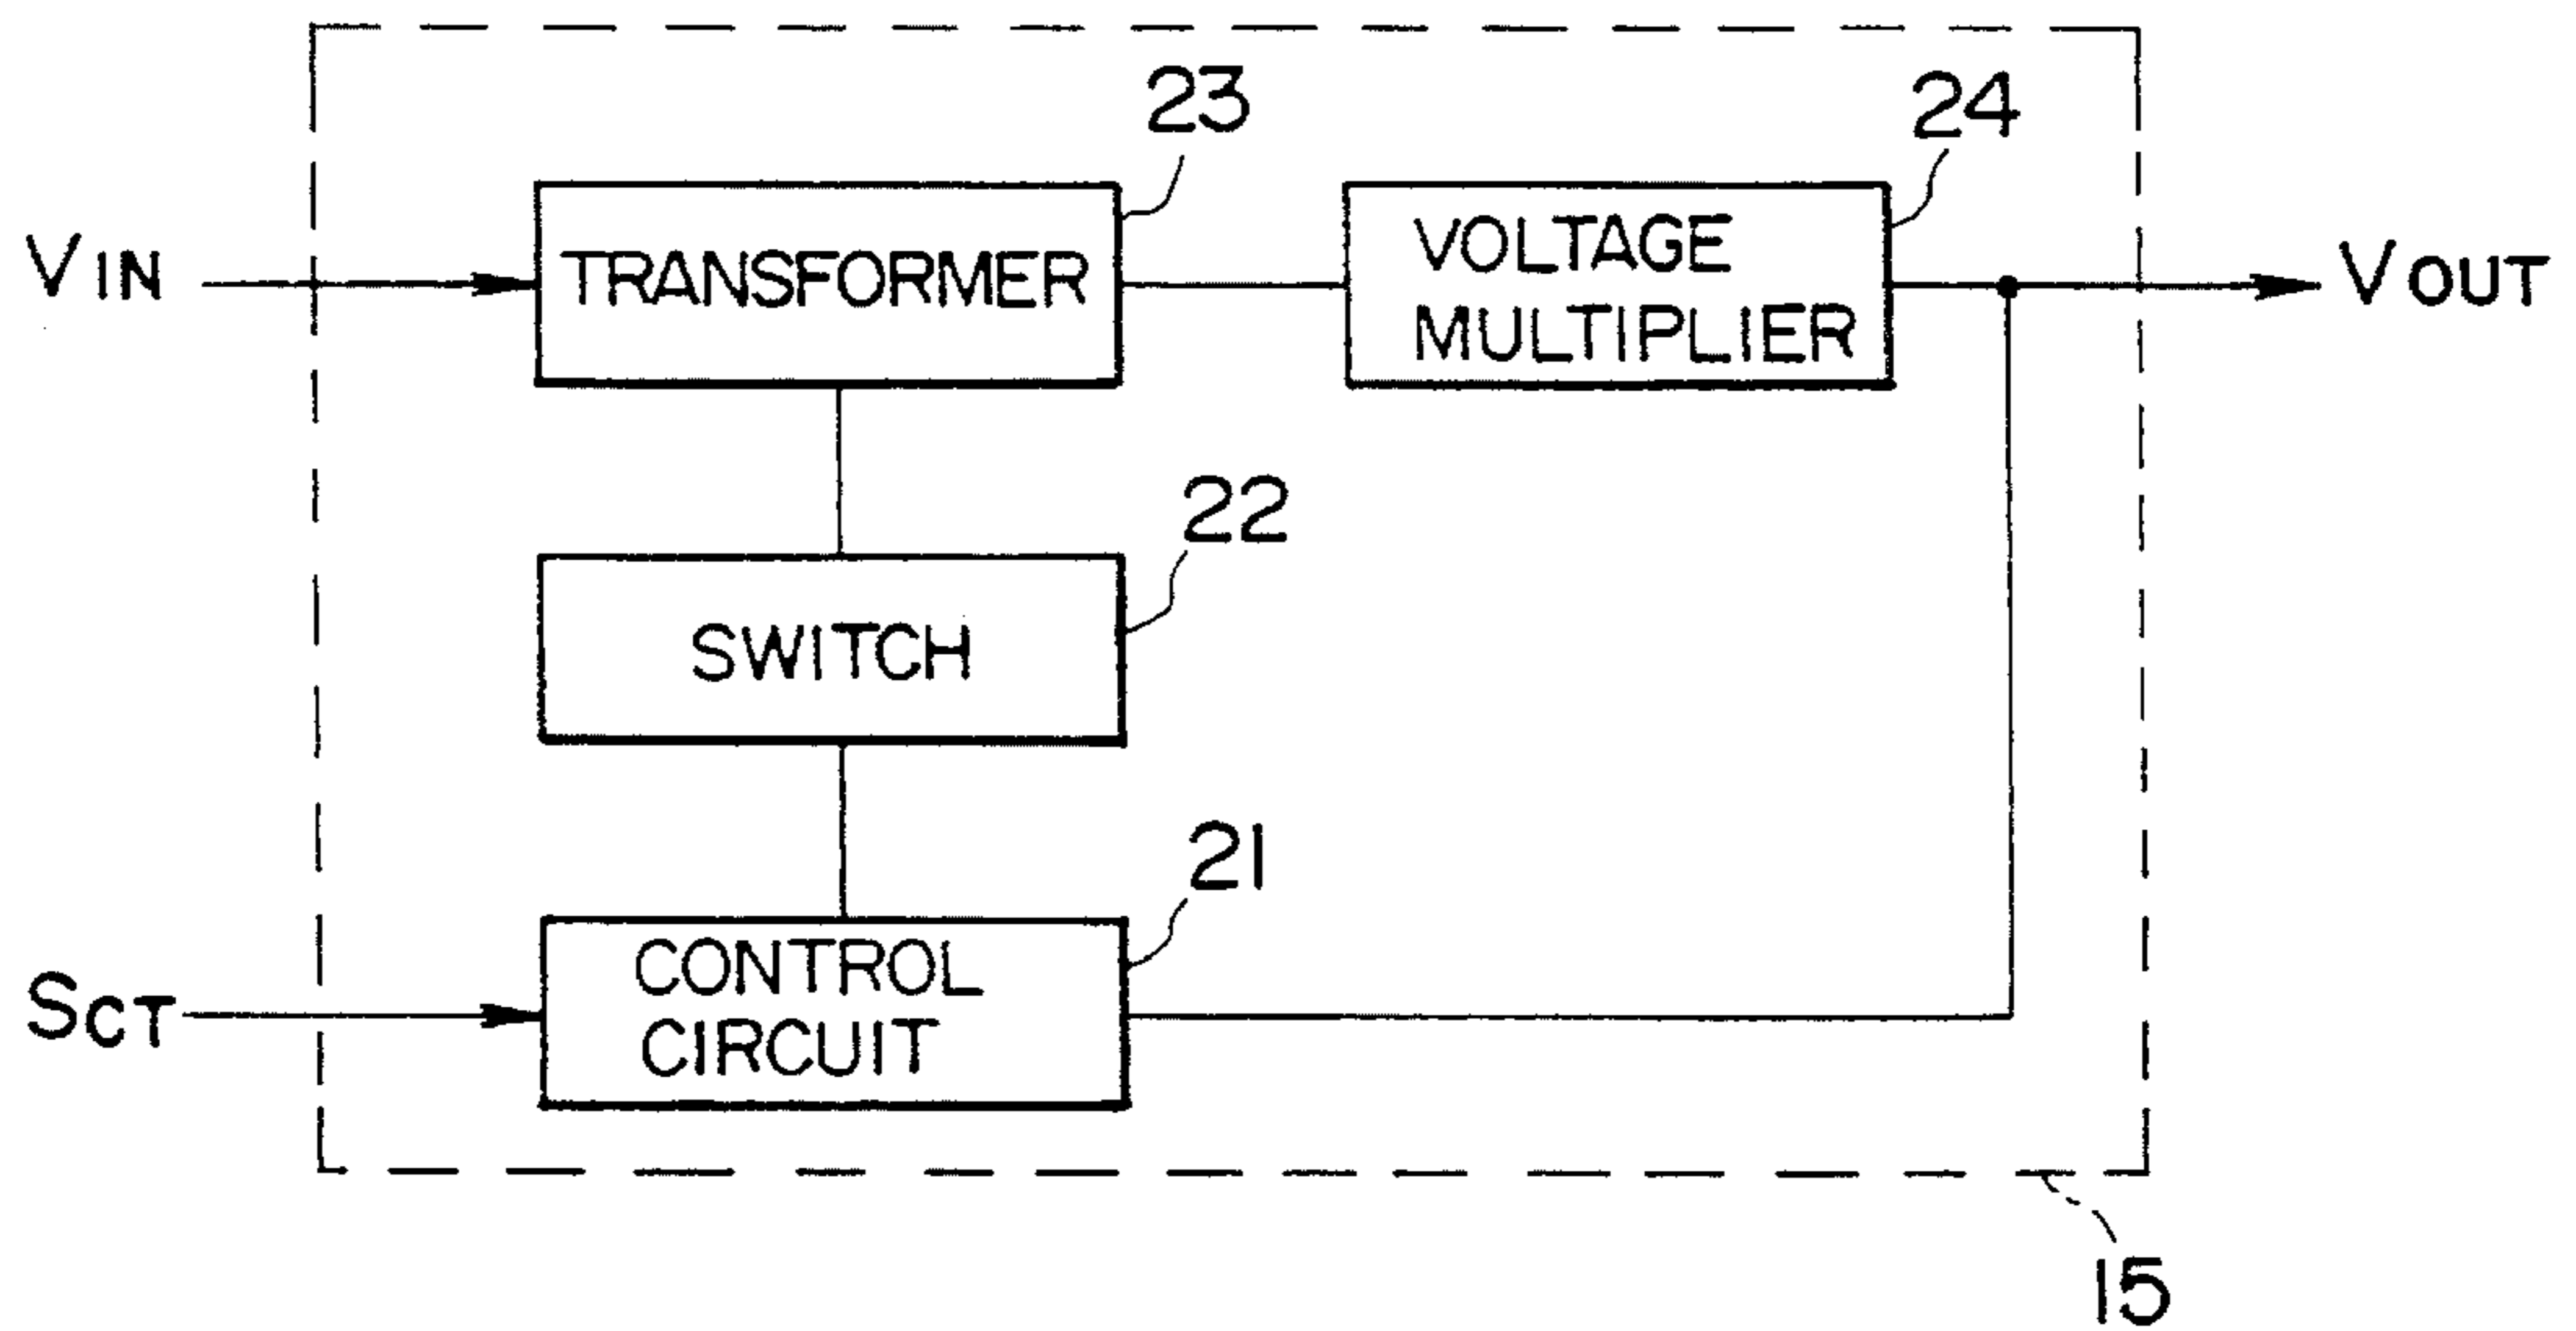 23
24
VIN
TRANSFORMER
VOLTAGE
MULTIPLIER
VOUT
22
SWITCH
21
SCT
CONTROL
CIRCUIT
15